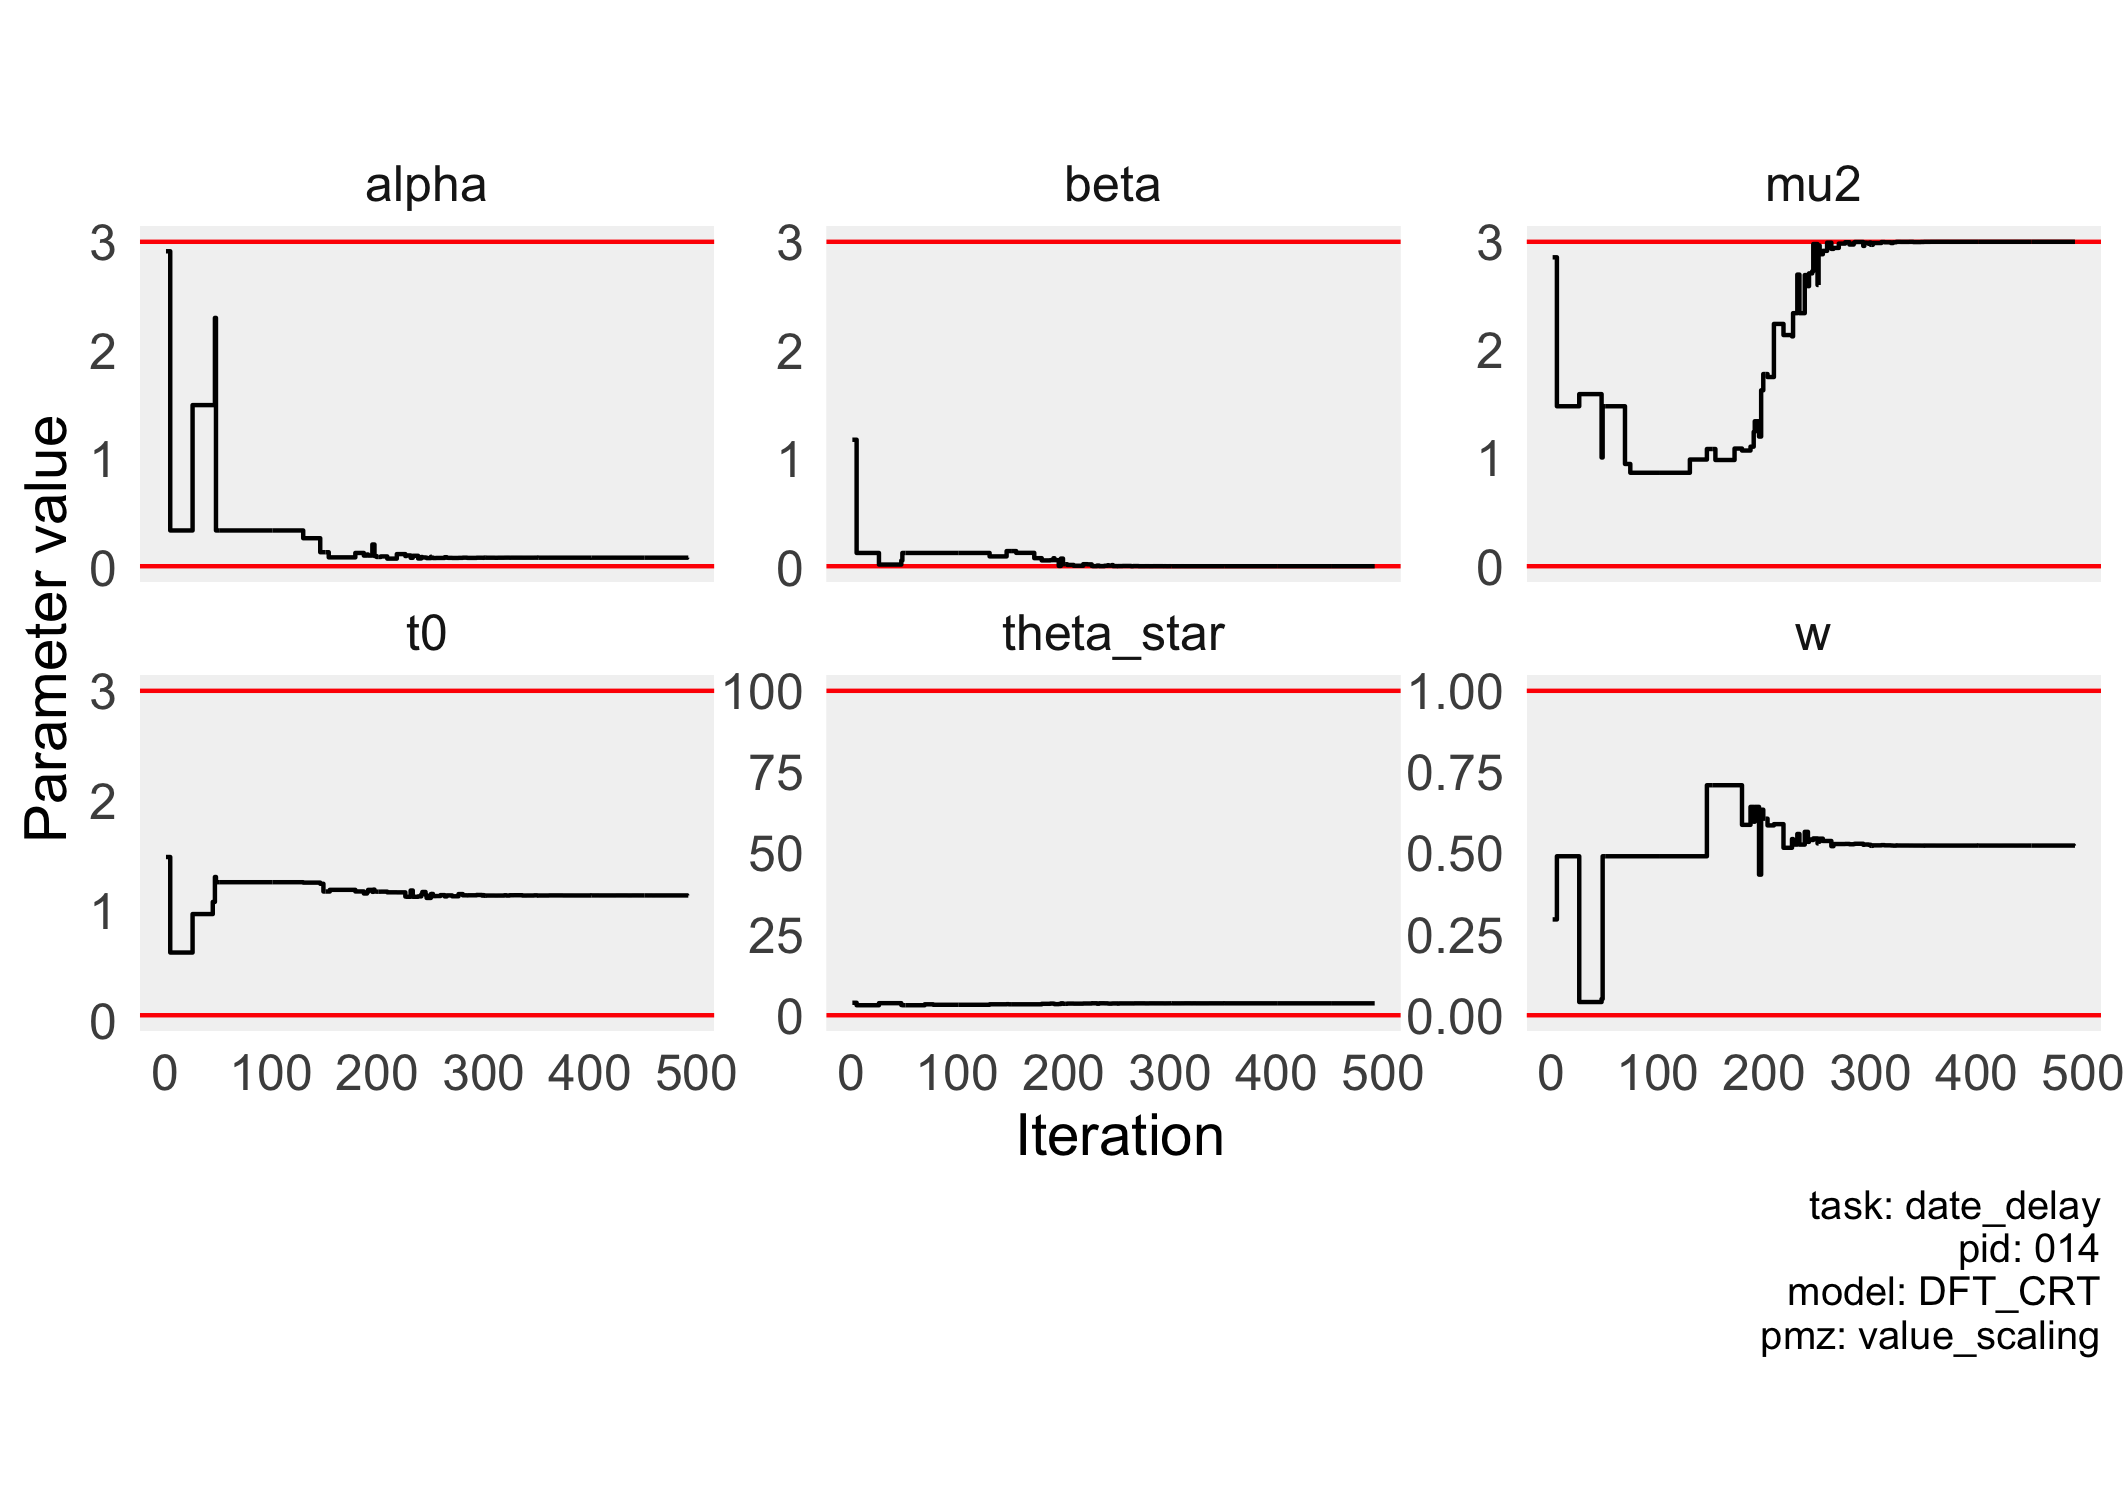 alpha beta mu2
3 3 3
2 2 2
1 1 1
0 0 0
t0 theta_star w
3 100 1.00
2 75 0.75
50 0.50
1 25 0.25
0 0 0.00
0 100 200 300 400 500 0 100 200 300 400 500 0 100 200 300 400 500
Parameter value
Iteration
task: date_delay
pid: 014
model: DFT_CRT
pmz: value_scaling